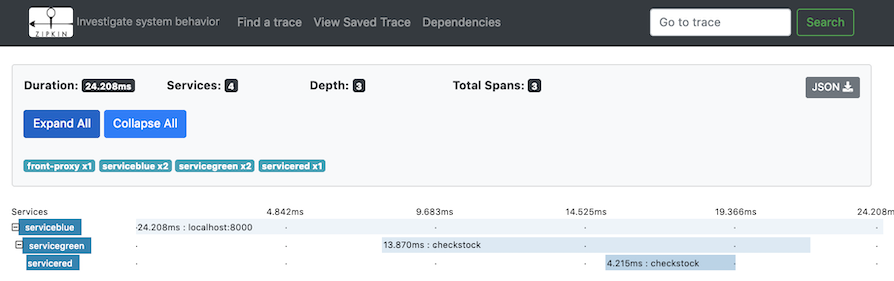 ZIPKIN Investigate system behavior Find a trace View Saved Trace Dependencies Go to trace Search
Duration: 24.208ms Services: 4 Depth: 3 Total Spans: 3 JSON
Expand All Collapse All
front-proxy x1 serviceblue x2 servicegreen x2 servicered x1
Services 4.842ms 9.683ms 14.525ms 19.366ms 24.208m
serviceblue 24.208ms : localhost:8000
servicegreen 13.870ms : checkstock
servicered 4.215ms : checkstock